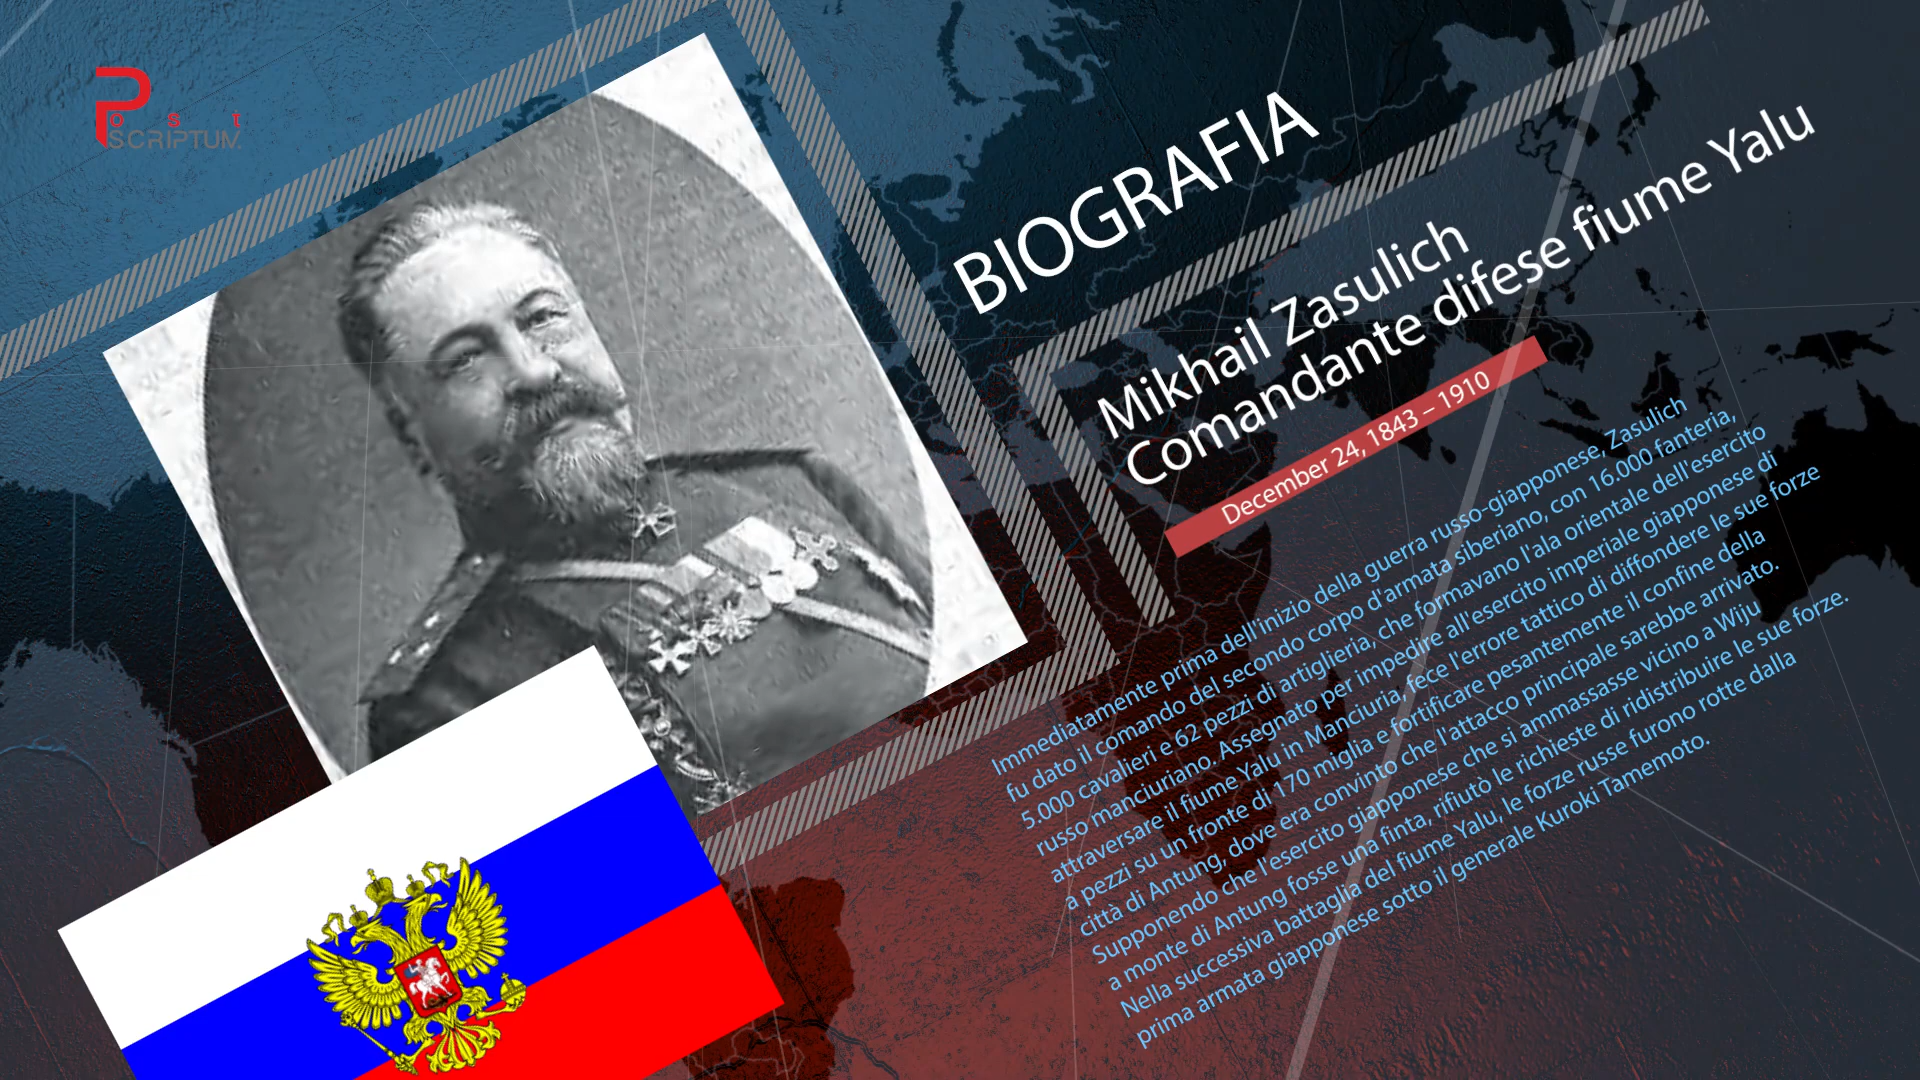 Post
SCRIPTUM
BIOGRAFIA
Mikhail Zasulich
Comandante difese fiume Yalu
December 24, 1843 – 1910
Immediatamente prima dell'inizio della guerra russo-giapponese, Zasulich
fu dato il comando del secondo corpo d'armata siberiano, con 16.000 fanteria,
5.000 cavalieri e 62 pezzi di artiglieria, che formavano l'ala orientale dell'esercito
russo manciuriano. Assegnato per impedire all'esercito imperiale giapponese di
attraversare il fiume Yalu in Manciuria, fece l'errore tattico di diffondere le sue forze
a pezzi su un fronte di 170 miglia e fortificare pesantemente il confine della
città di Antung, dove era convinto che l'attacco principale sarebbe arrivato.
Supponendo che l'esercito giapponese che si ammassasse vicino a Wiju
a monte di Antung fosse una finta, rifiutò le richieste di ridistribuire le sue forze.
Nella successiva battaglia del fiume Yalu, le forze russe furono rotte dalla
prima armata giapponese sotto il generale Kuroki Tamemoto.